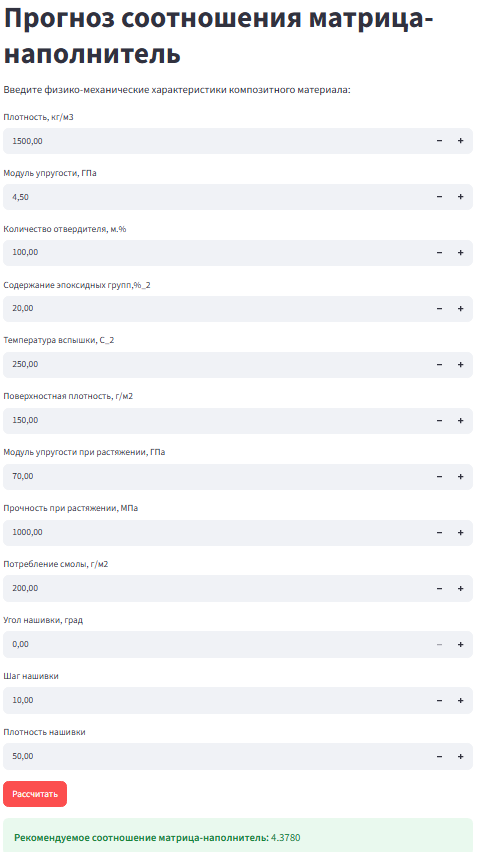 Прогноз соотношения матрица-
наполнитель
Введите физико-механические характеристики композитного материала:
Плотность, кг/м3
1500,00
Модуль упругости, ГПа
4,50
Количество отвердителя, м.%
100,00
Содержание эпоксидных групп,%_2
20,00
Температура вспышки, С_2
250,00
Поверхностная плотность, г/м2
150,00
Модуль упругости при растяжении, ГПа
70,00
Прочность при растяжении, МПа
1000,00
Потребление смолы, г/м2
200,00
Угол нашивки, град
0,00
Шаг нашивки
10,00
Плотность нашивки
50,00
Рассчитать
Рекомендуемое соотношение матрица-наполнитель: 4.3780